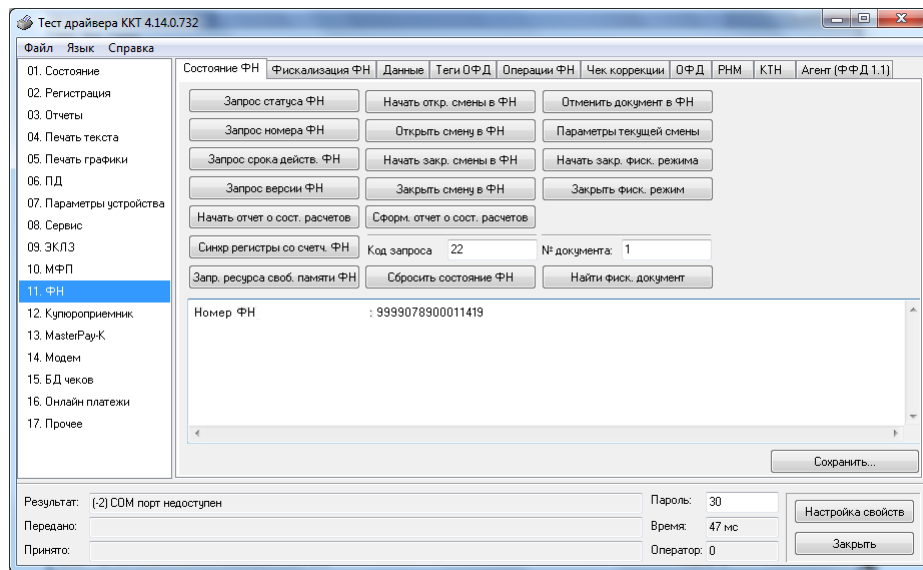 Тест драйвера ККТ 4.14.0.732
Файл Язык Справка
01. Состояние
02. Регистрация
03. Отчеты
04. Печать текста
05. Печать графики
06. ПД
07. Параметры устройства
08. Сервис
09. ЭКЛЗ
10. МФП
11. ФН
12. Купюроприемник
13. MasterPay-K
14. Модем
15. БД чеков
16. Онлайн платежи
17. Прочее
Состояние ФН Фискализация ФН Данные Теги ОФД Операции ФН Чек коррекции ОФД РНМ КТН Агент (ФФД 1.1)
Запрос статуса ФН Начать откр. смены в ФН Отменить документ в ФН
Запрос номера ФН Открыть смену в ФН Параметры текущей смены
Запрос срока действ. ФН Начать закр. смены в ФН Начать закр. фиск. режима
Запрос версии ФН Закрыть смену в ФН Закрыть фиск. режим
Начать отчет о сост. расчетов Сформ. отчет о сост. расчетов
Синхр регистры со счетч. ФН Код запроса 22 № документа: 1
Запр. ресурса своб. памяти ФН Сбросить состояние ФН Найти фиск. документ
Номер ФН : 9999078900011419
Сохранить...
Результат: (-2) COM порт недоступен Пароль: 30 Настройка свойств
Передано: Время: 47 мс
Принято: Оператор: 0 Закрыть